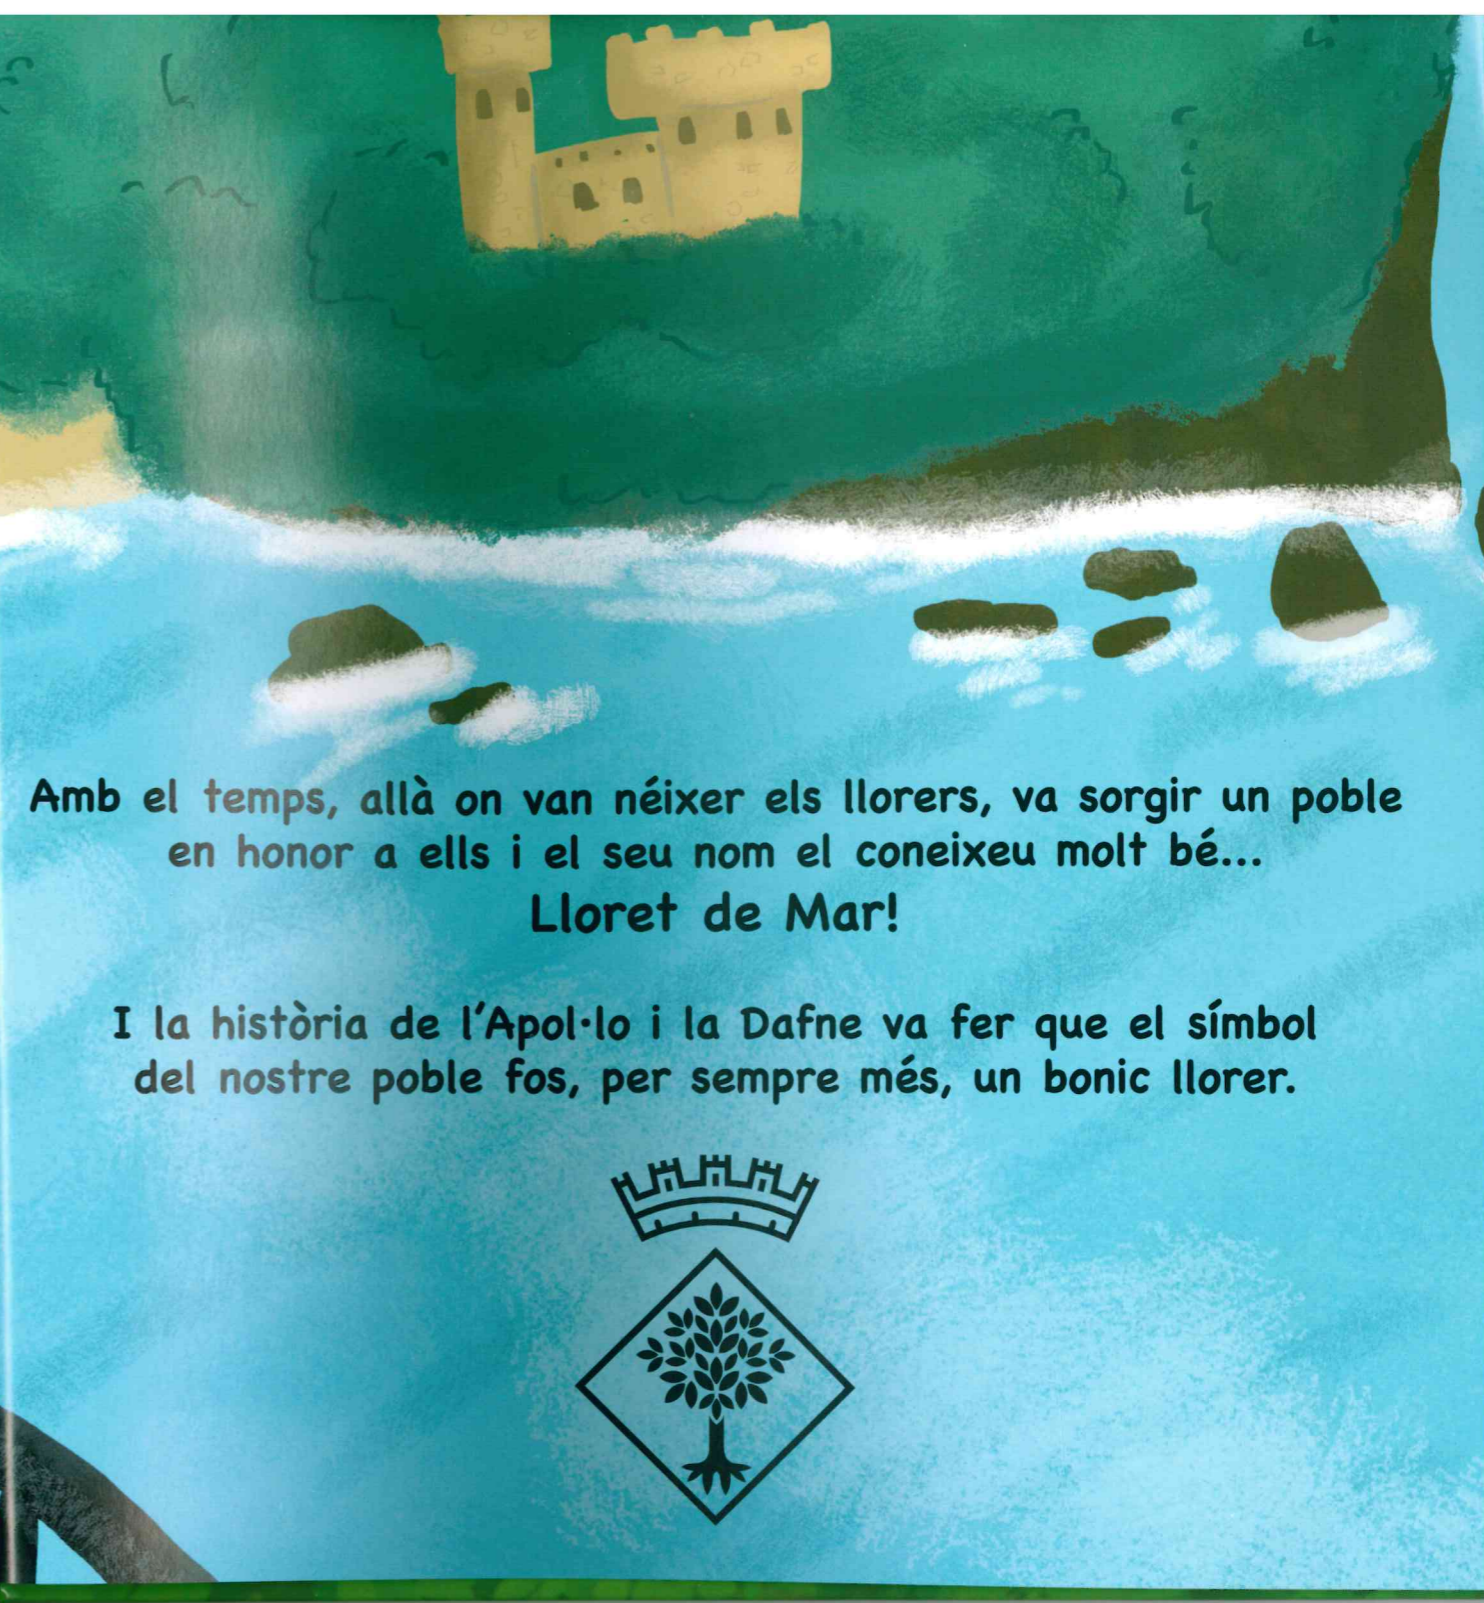 Amb el temps, allà on van néixer els llorers, va sorgir un poble
en honor a ells i el seu nom el coneixeu molt bé...
Lloret de Mar!
I la història de l'Apol·lo i la Dafne va fer que el símbol
del nostre poble fos, per sempre més, un bonic llorer.